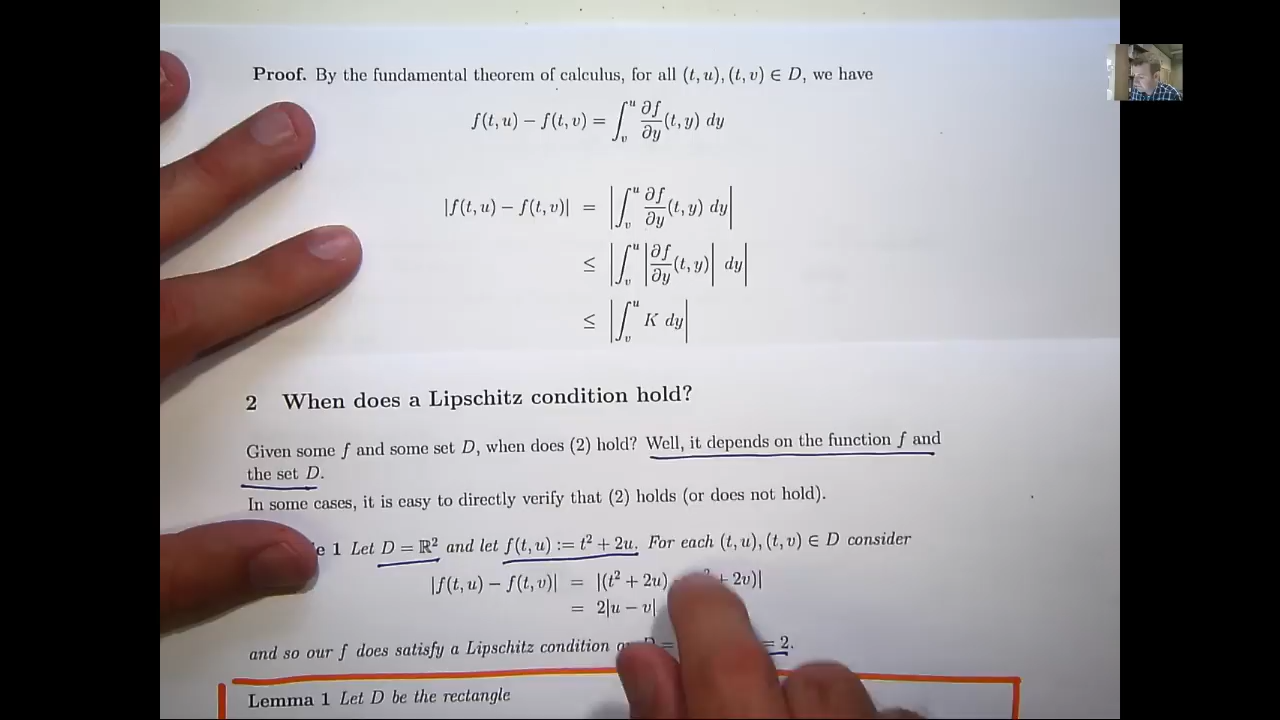 Proof. By the fundamental theorem of calculus, for all (t, u), (t, v) ∈ D, we have
f(t, u) − f(t, v) = ∫_v^u ∂f/∂y (t, y) dy
|f(t, u) − f(t, v)| = |∫_v^u ∂f/∂y (t, y) dy|
≤ |∫_v^u |∂f/∂y (t, y)| dy|
≤ |∫_v^u K dy|
2 When does a Lipschitz condition hold?
Given some f and some set D, when does (2) hold? Well, it depends on the function f and
the set D.
In some cases, it is easy to directly verify that (2) holds (or does not hold).
1 Let D = ℝ² and let f(t, u) := t² + 2u. For each (t, u), (t, v) ∈ D consider
|f(t, u) − f(t, v)| = |(t² + 2u) + 2v)|
= 2|u − v|
and so our f does satisfy a Lipschitz condition = 2.
Lemma 1 Let D be the rectangle